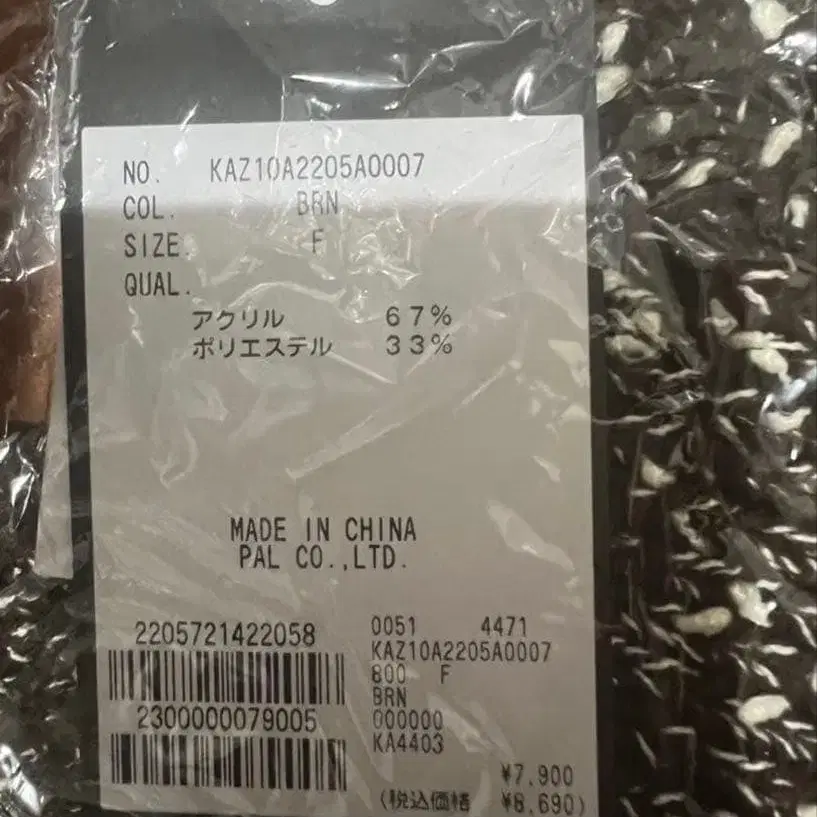 NO. KAZ10A2205A0007
COL. BRN
SIZE. F
QUAL.
アクリル 67%
ポリエステル 33%
MADE IN CHINA
PAL CO.,LTD.
2205721422058
2300000079005
0051 4471
KAZ10A2205A0007
800 F
BRN
000000
KA4403
¥7,900
(税込価格 ¥8,690)